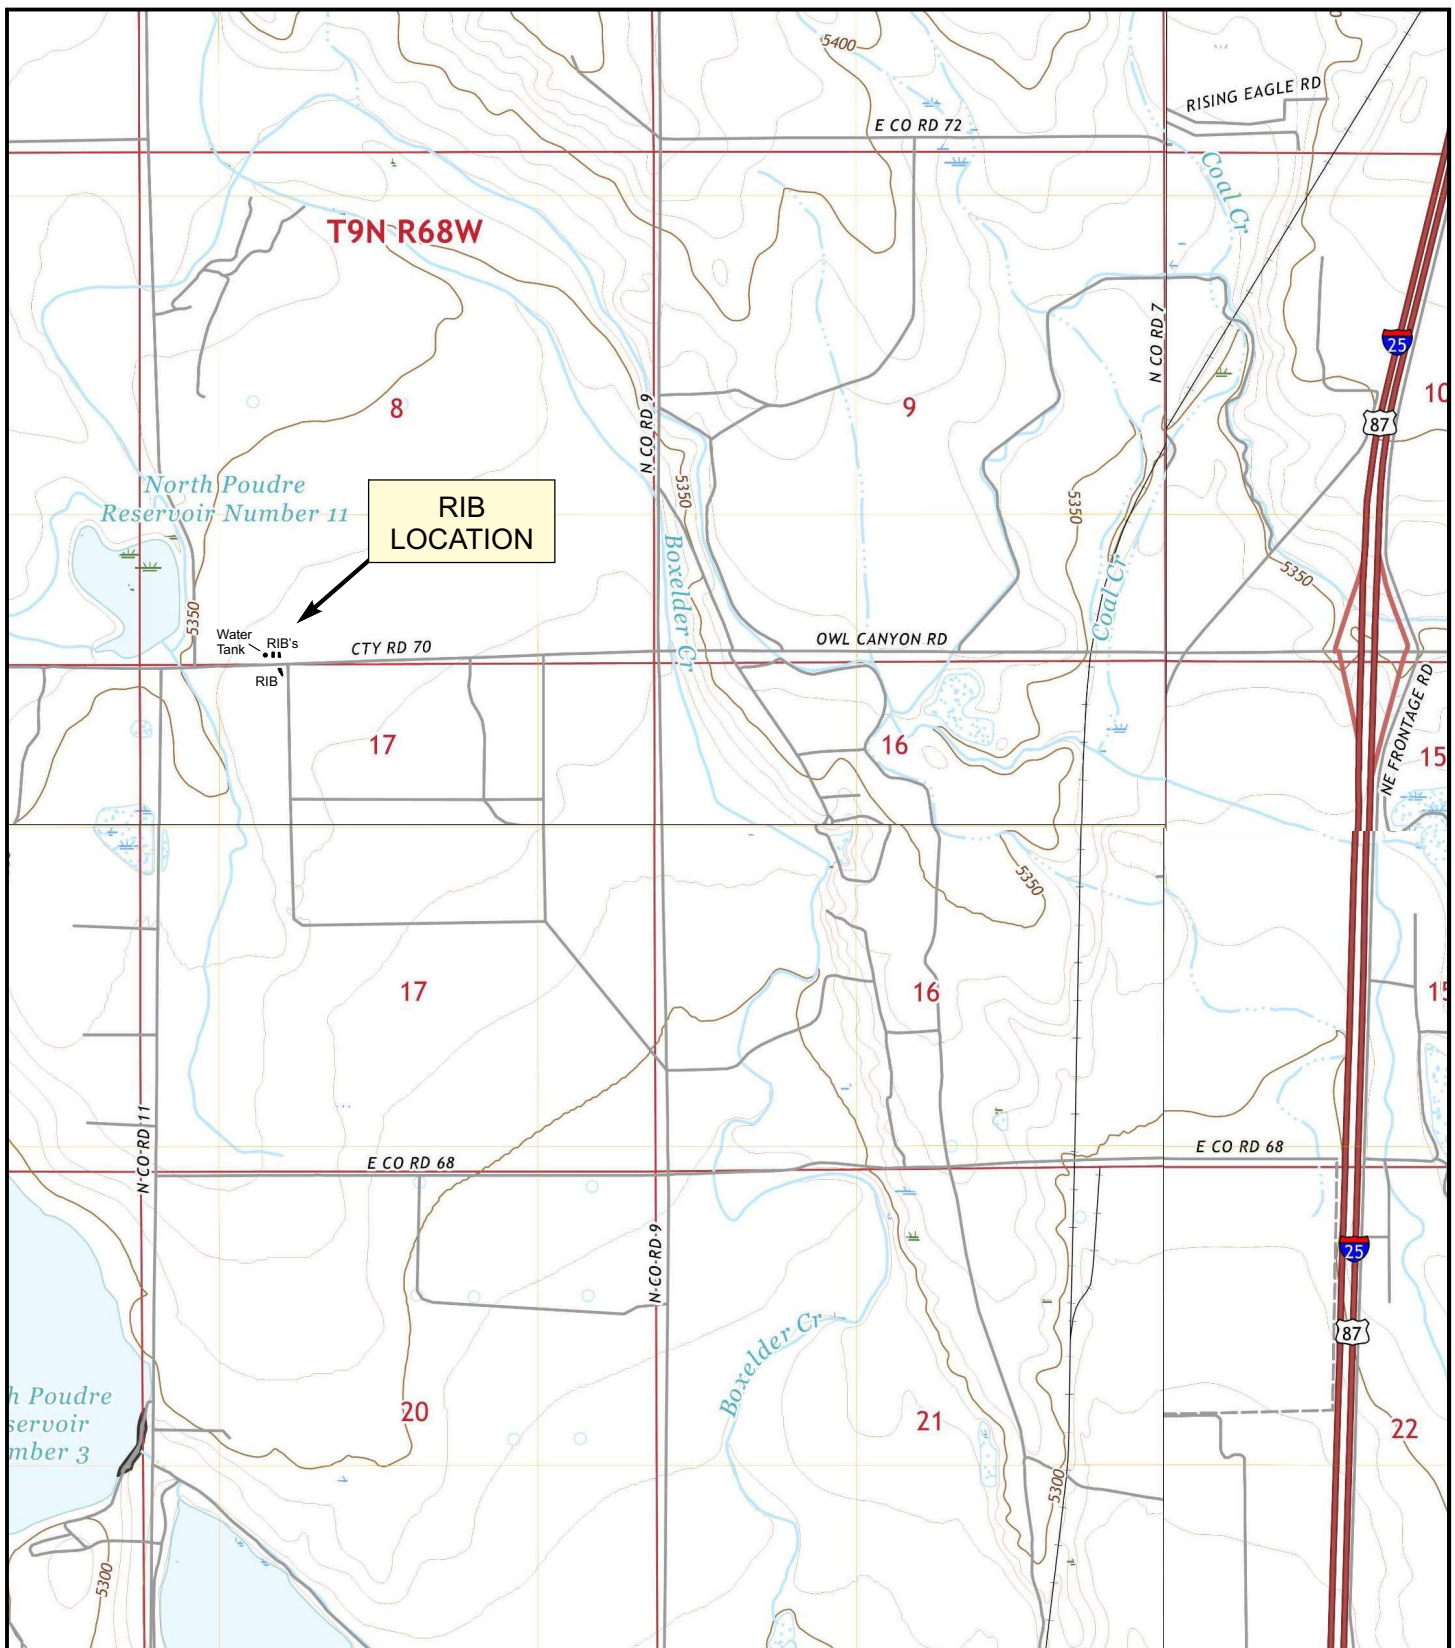 5400
RISING EAGLE RD
E CO RD 72
Coal Cr
T9N R68W
N CO RD 7
25
8
N CO RD 9
9
10
87
North Poudre
Reservoir Number 11
RIB
LOCATION
5350
5350
Boxelder Cr
Coal Cr
5350
5350
Water
Tank
RIB's
CTY RD 70
OWL CANYON RD
RIB
NE FRONTAGE RD
17
16
15
5350
17
16
15
N-CO-RD-11
E CO RD 68
E CO RD 68
N-CO-RD-9
25
87
Boxelder Cr
h Poudre
servoir
mber 3
20
21
22
5300
5300